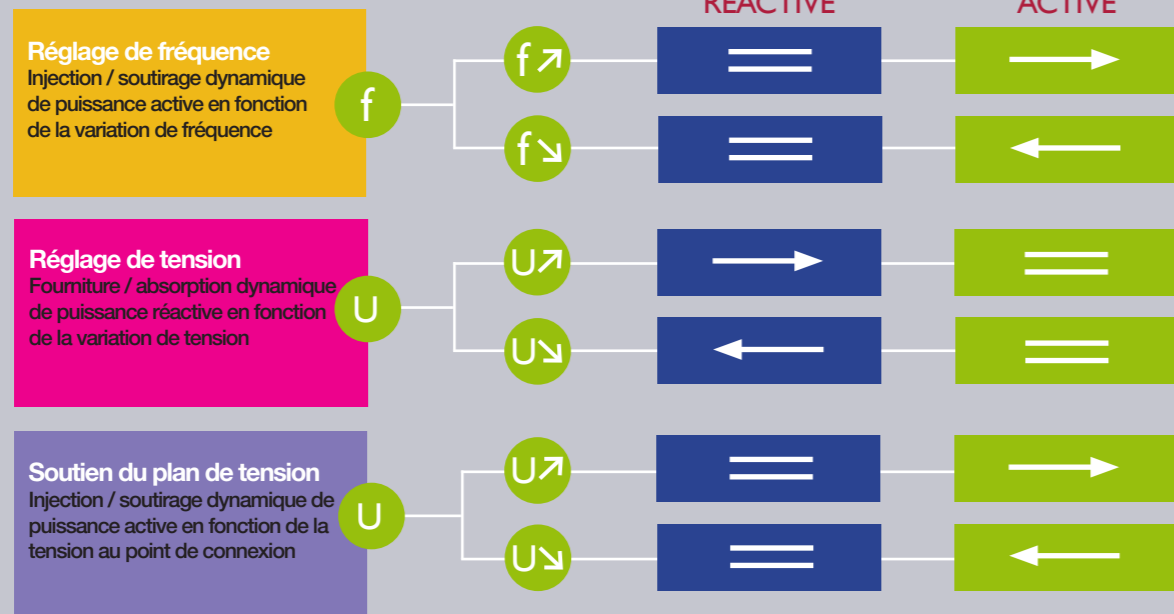 RÉACTIVE
ACTIVE
Réglage de fréquence
Injection / soutirage dynamique
de puissance active en fonction
de la variation de fréquence
f
f↗
f↘
Réglage de tension
Fourniture / absorption dynamique
de puissance réactive en fonction
de la variation de tension
U
U↗
U↘
Soutien du plan de tension
Injection / soutirage dynamique de
puissance active en fonction de la
tension au point de connexion
U
U↗
U↘